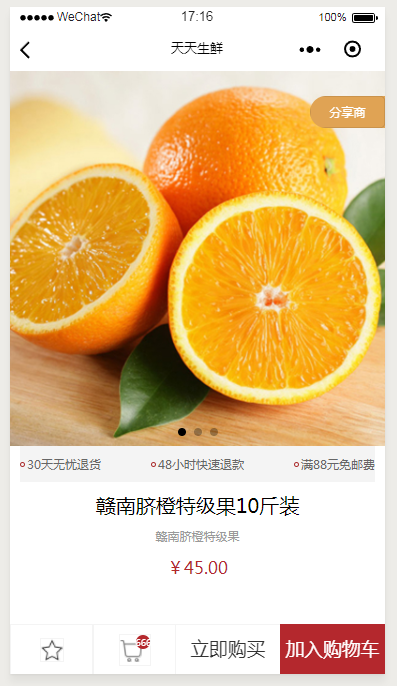 WeChat 17:16 100%
天天生鲜
分享商
30天无忧退货 48小时快速退款 满88元免邮费
赣南脐橙特级果10斤装
赣南脐橙特级果
￥45.00
666
立即购买 加入购物车